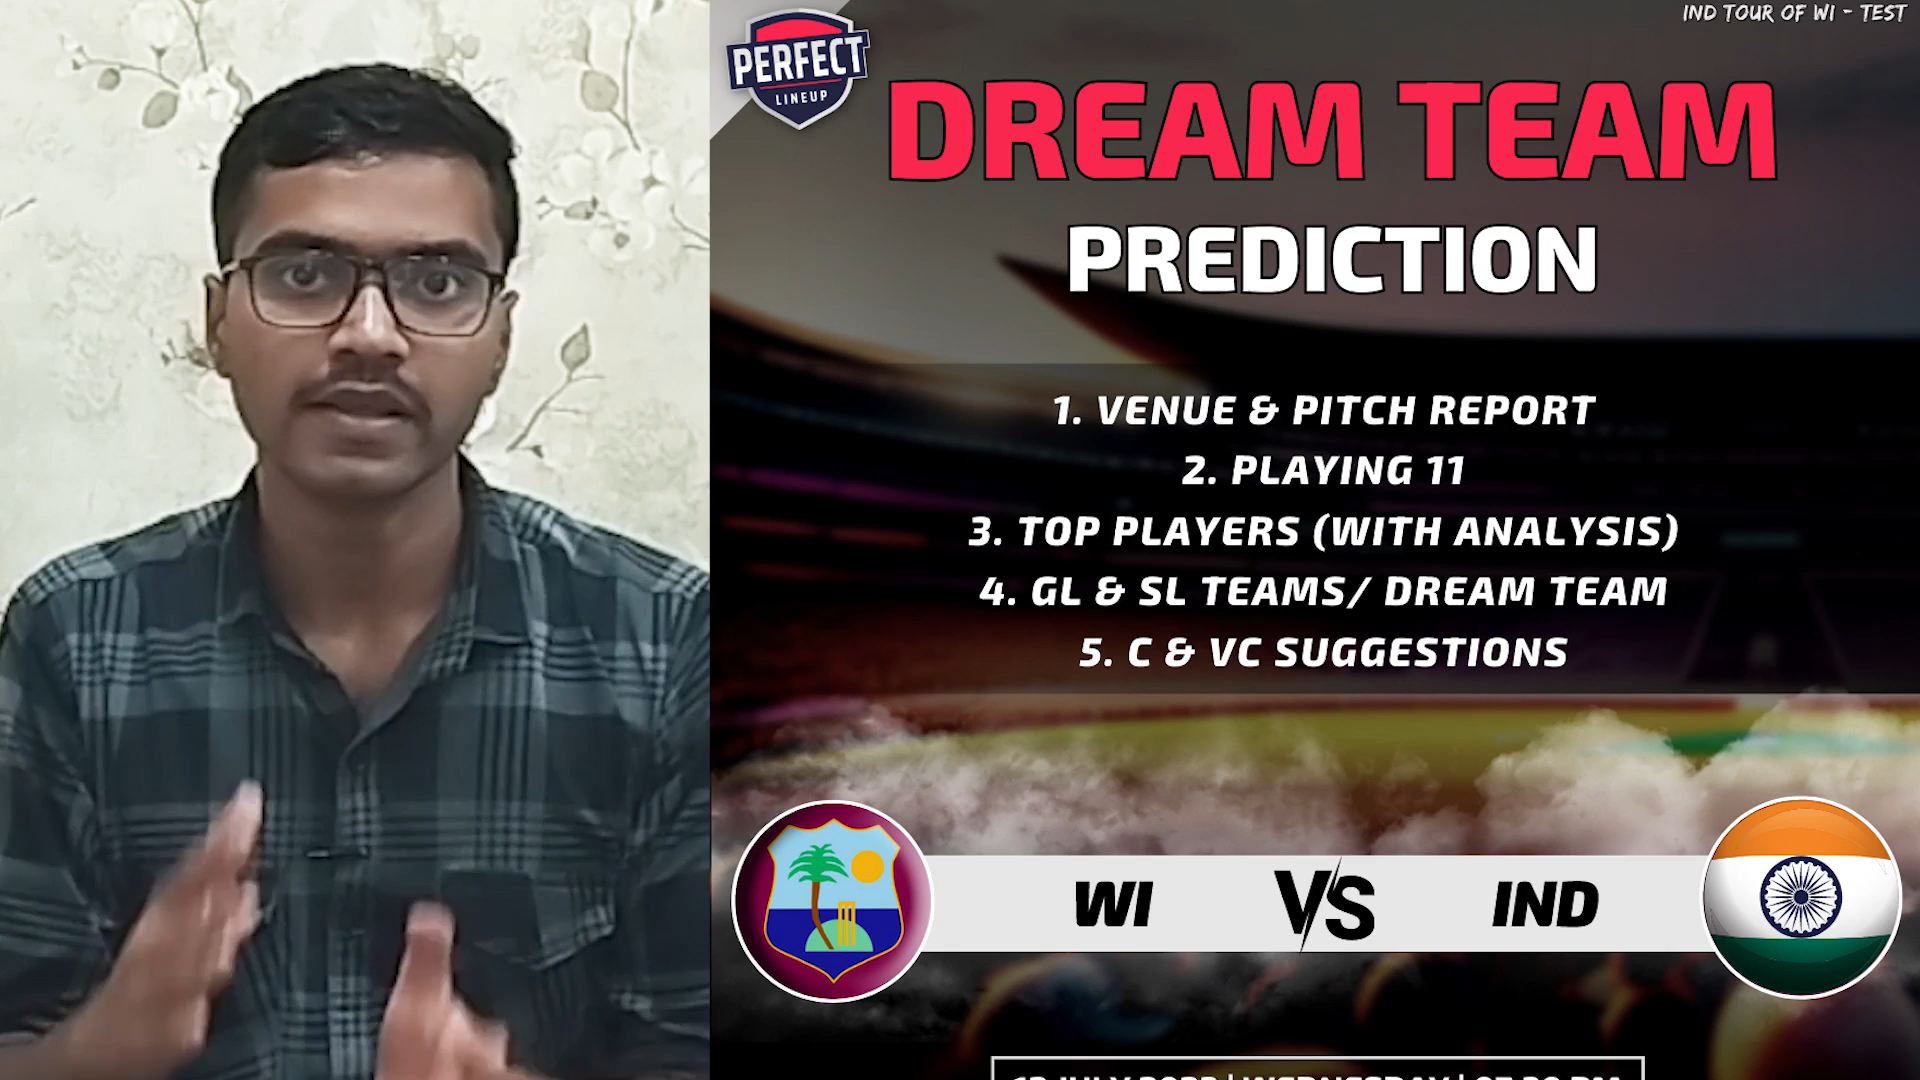 IND TOUR OF WI - TEST
PERFECT
LINEUP
DREAM TEAM
PREDICTION
1. VENUE & PITCH REPORT
2. PLAYING 11
3. TOP PLAYERS (WITH ANALYSIS)
4. GL & SL TEAMS/ DREAM TEAM
5. C & VC SUGGESTIONS
WI VS IND